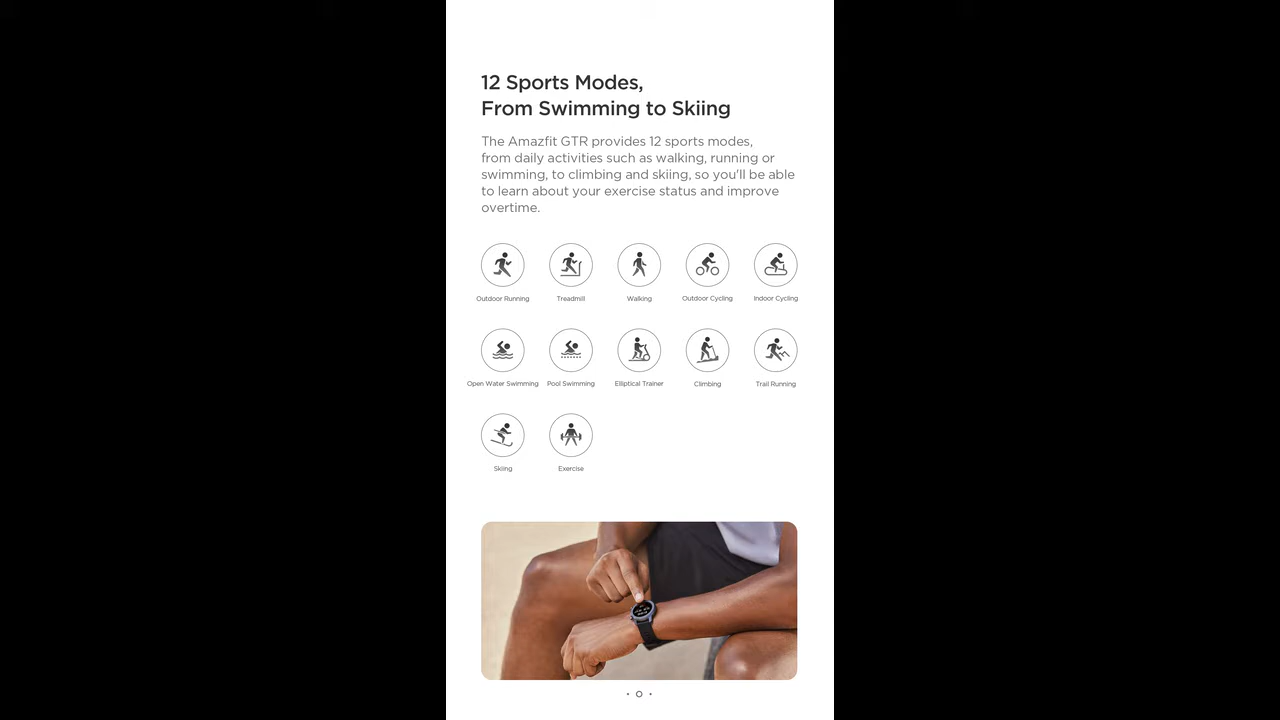 12 Sports Modes,
From Swimming to Skiing
The Amazfit GTR provides 12 sports modes,
from daily activities such as walking, running or
swimming, to climbing and skiing, so you'll be able
to learn about your exercise status and improve
overtime.
Outdoor Running
Treadmill
Walking
Outdoor Cycling
Indoor Cycling
Open Water Swimming
Pool Swimming
Elliptical Trainer
Climbing
Trail Running
Skiing
Exercise